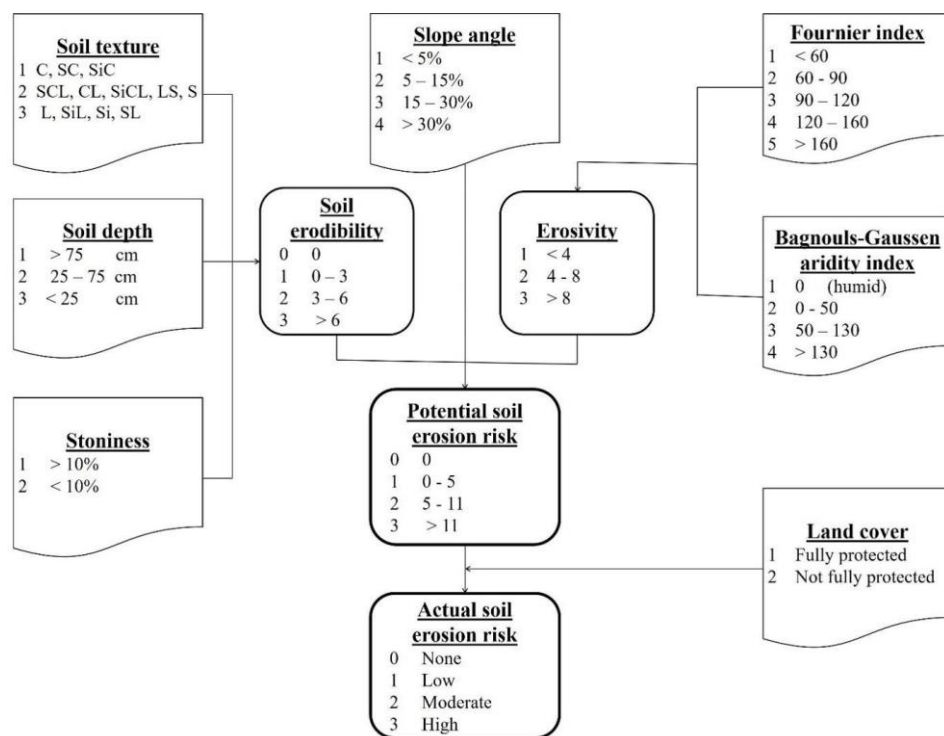 Soil texture
1 C, SC, SiC
2 SCL, CL, SiCL, LS, S
3 L, SiL, Si, SL
Slope angle
1 < 5%
2 5 – 15%
3 15 – 30%
4 > 30%
Fournier index
1 < 60
2 60 - 90
3 90 – 120
4 120 – 160
5 > 160
Soil depth
1 > 75 cm
2 25 – 75 cm
3 < 25 cm
Soil
erodibility
0 0
1 0 – 3
2 3 – 6
3 > 6
Erosivity
1 < 4
2 4 - 8
3 > 8
Bagnouls-Gaussen
aridity index
1 0 (humid)
2 0 - 50
3 50 – 130
4 > 130
Stoniness
1 > 10%
2 < 10%
Potential soil
erosion risk
0 0
1 0 - 5
2 5 - 11
3 > 11
Land cover
1 Fully protected
2 Not fully protected
Actual soil
erosion risk
0 None
1 Low
2 Moderate
3 High